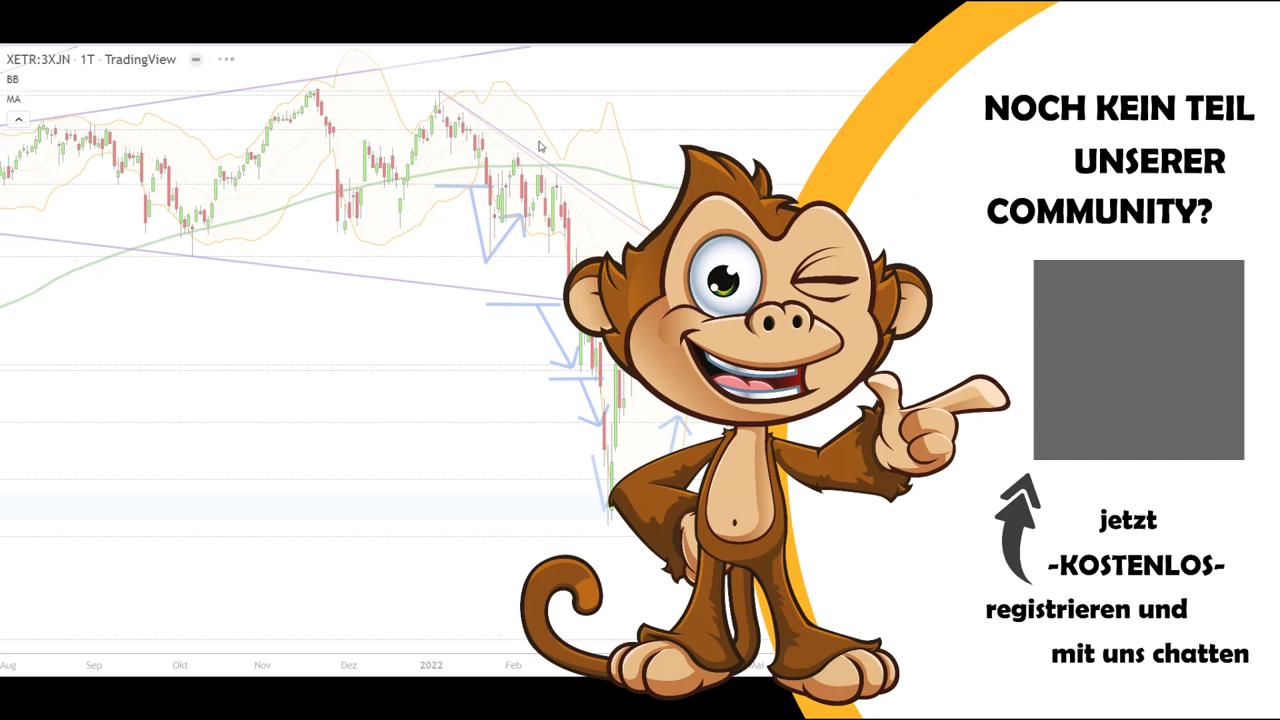 XETR:3XJN · 1T · TradingView
BB
MA
Aug Sep Okt Nov Dez 2022 Feb Mai
NOCH KEIN TEIL
UNSERER
COMMUNITY?
jetzt
-KOSTENLOS-
registrieren und
mit uns chatten